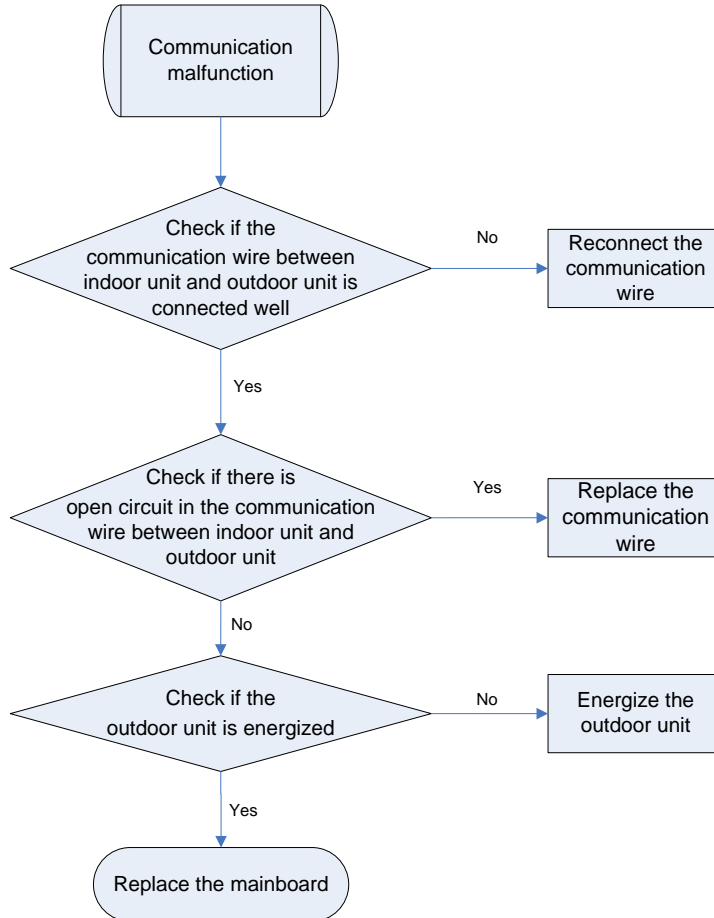 Communication
malfunction
Check if the
communication wire between
indoor unit and outdoor unit is
connected well
No
Reconnect the
communication
wire
Yes
Check if there is
open circuit in the communication
wire between indoor unit and
outdoor unit
Yes
Replace the
communication
wire
No
Check if the
outdoor unit is energized
No
Energize the
outdoor unit
Yes
Replace the mainboard